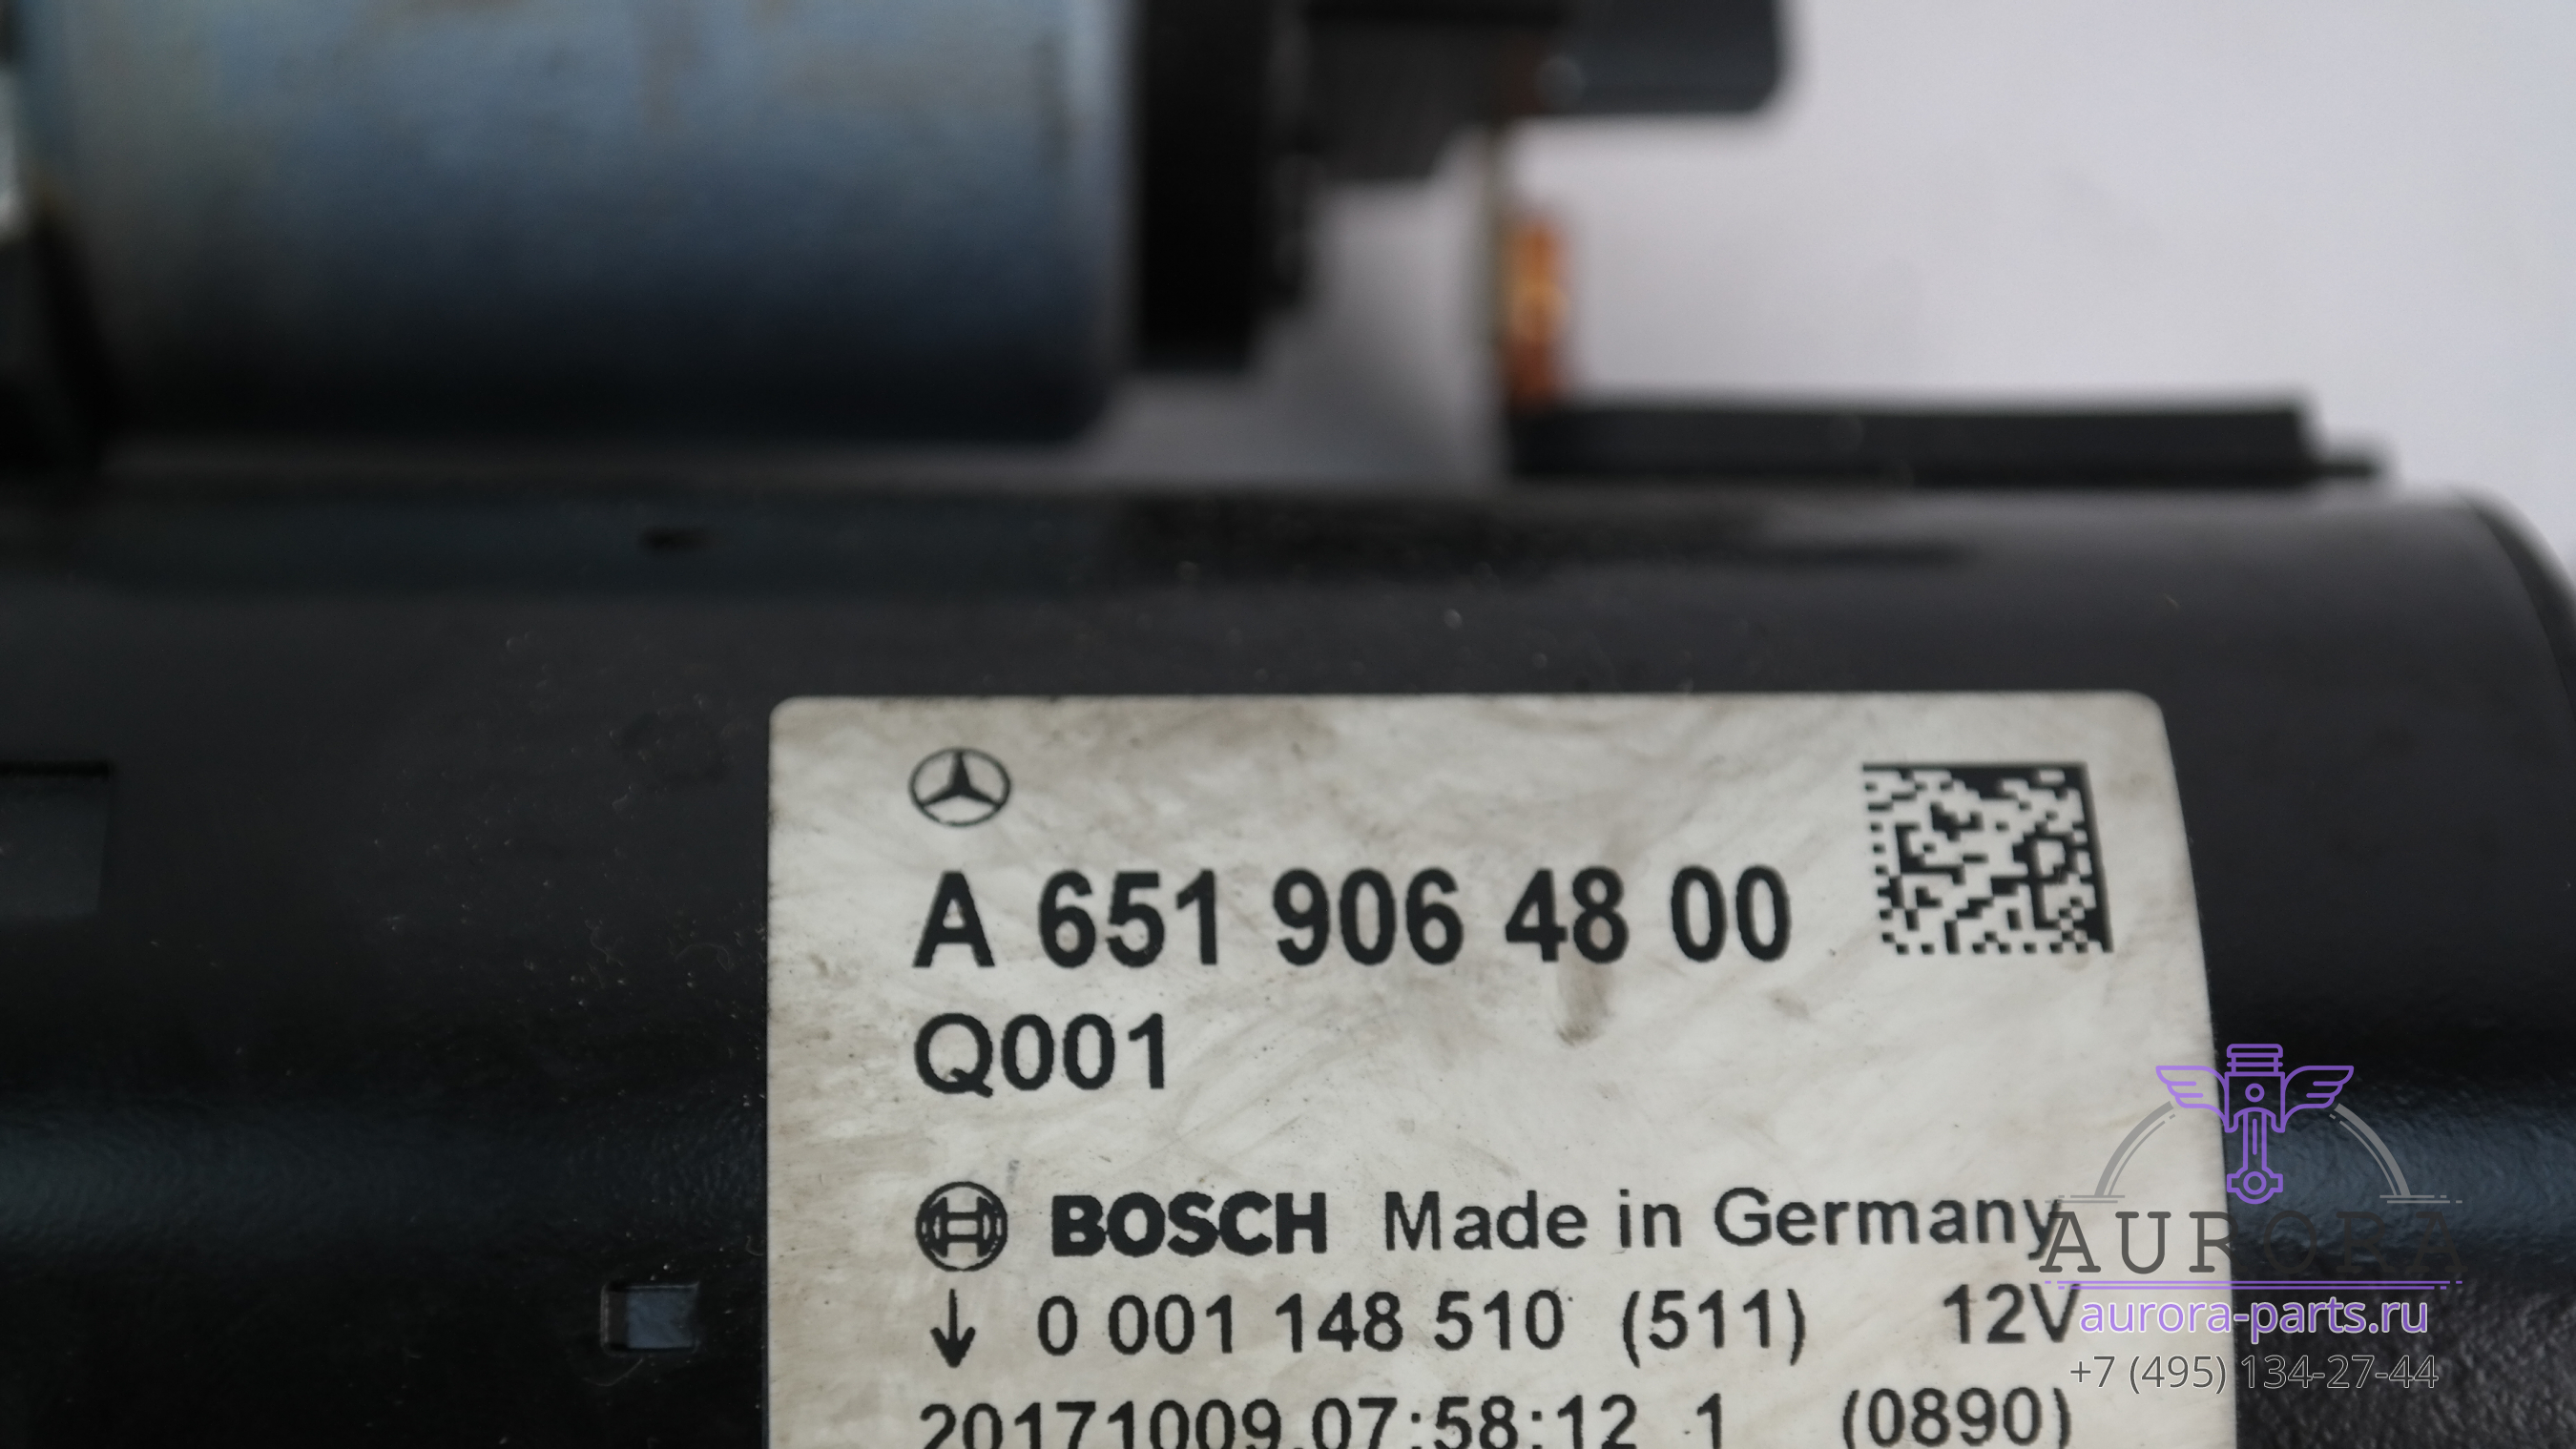 A 651 906 48 00
Q001
BOSCH Made in Germany
↓ 0 001 148 510 (511) 12V
20171009.07:58:12 1 (0890)
AURORA
aurora-parts.ru
+7 (495) 134-27-44